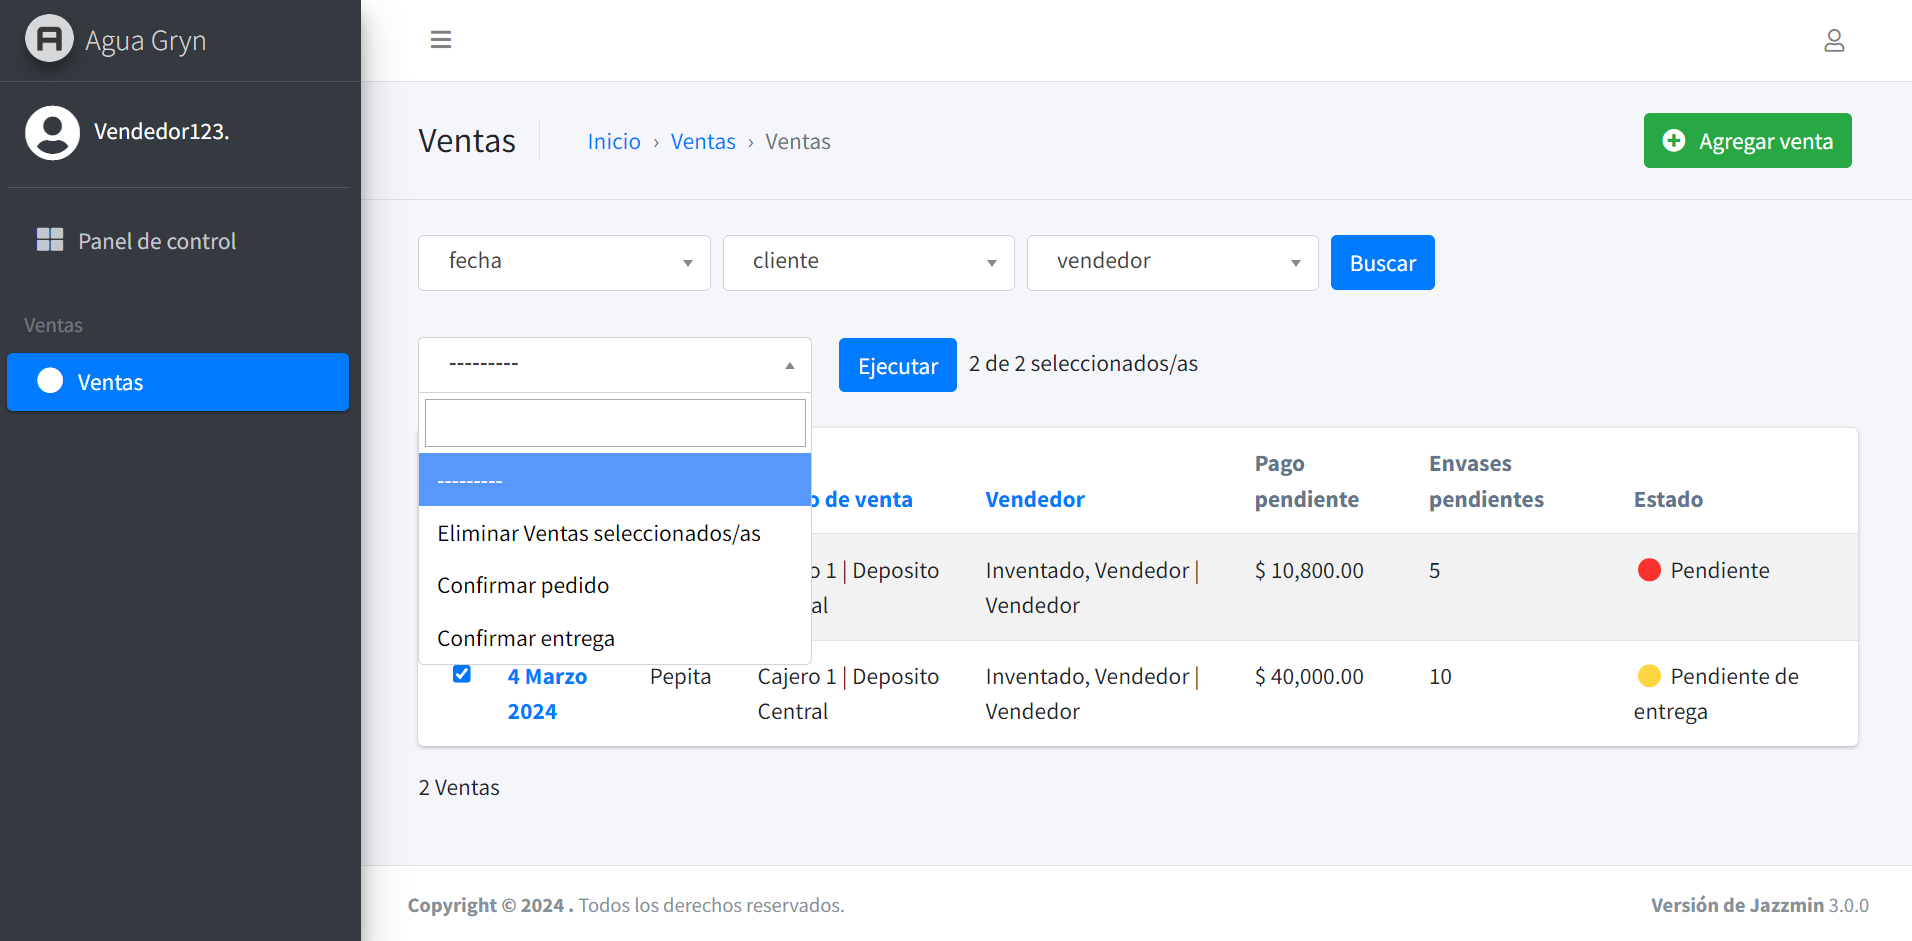 Agua Gryn
Vendedor123.
Panel de control
Ventas
Ventas
Ventas
Inicio › Ventas › Ventas
Agregar venta
fecha
cliente
vendedor
Buscar
---------
Ejecutar
2 de 2 seleccionados/as
---------
Eliminar Ventas seleccionados/as
Confirmar pedido
Confirmar entrega
de venta
Vendedor
Pago
pendiente
Envases
pendientes
Estado
1 | Deposito
Inventado, Vendedor |
Vendedor
$ 10,800.00
5
Pendiente
4 Marzo
2024
Pepita
Cajero 1 | Deposito
Central
Inventado, Vendedor |
Vendedor
$ 40,000.00
10
Pendiente de
entrega
2 Ventas
Copyright © 2024 . Todos los derechos reservados.
Versión de Jazzmin 3.0.0